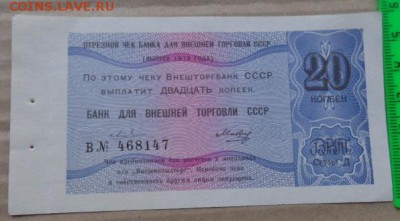 COINS.LAVE.RU
ОТРЕЗНОЙ ЧЕК БАНКА ДЛЯ ВНЕШНЕЙ ТОРГОВЛИ СССР
(ВЫПУСК 1979 ГОДА)
По этому чеку Внешторгбанк СССР
выплатит ДВАДЦАТЬ копеек.
БАНК ДЛЯ ВНЕШНЕЙ ТОРГОВЛИ СССР
В.№ 468147
20
КОПЕЕК
Серия Д